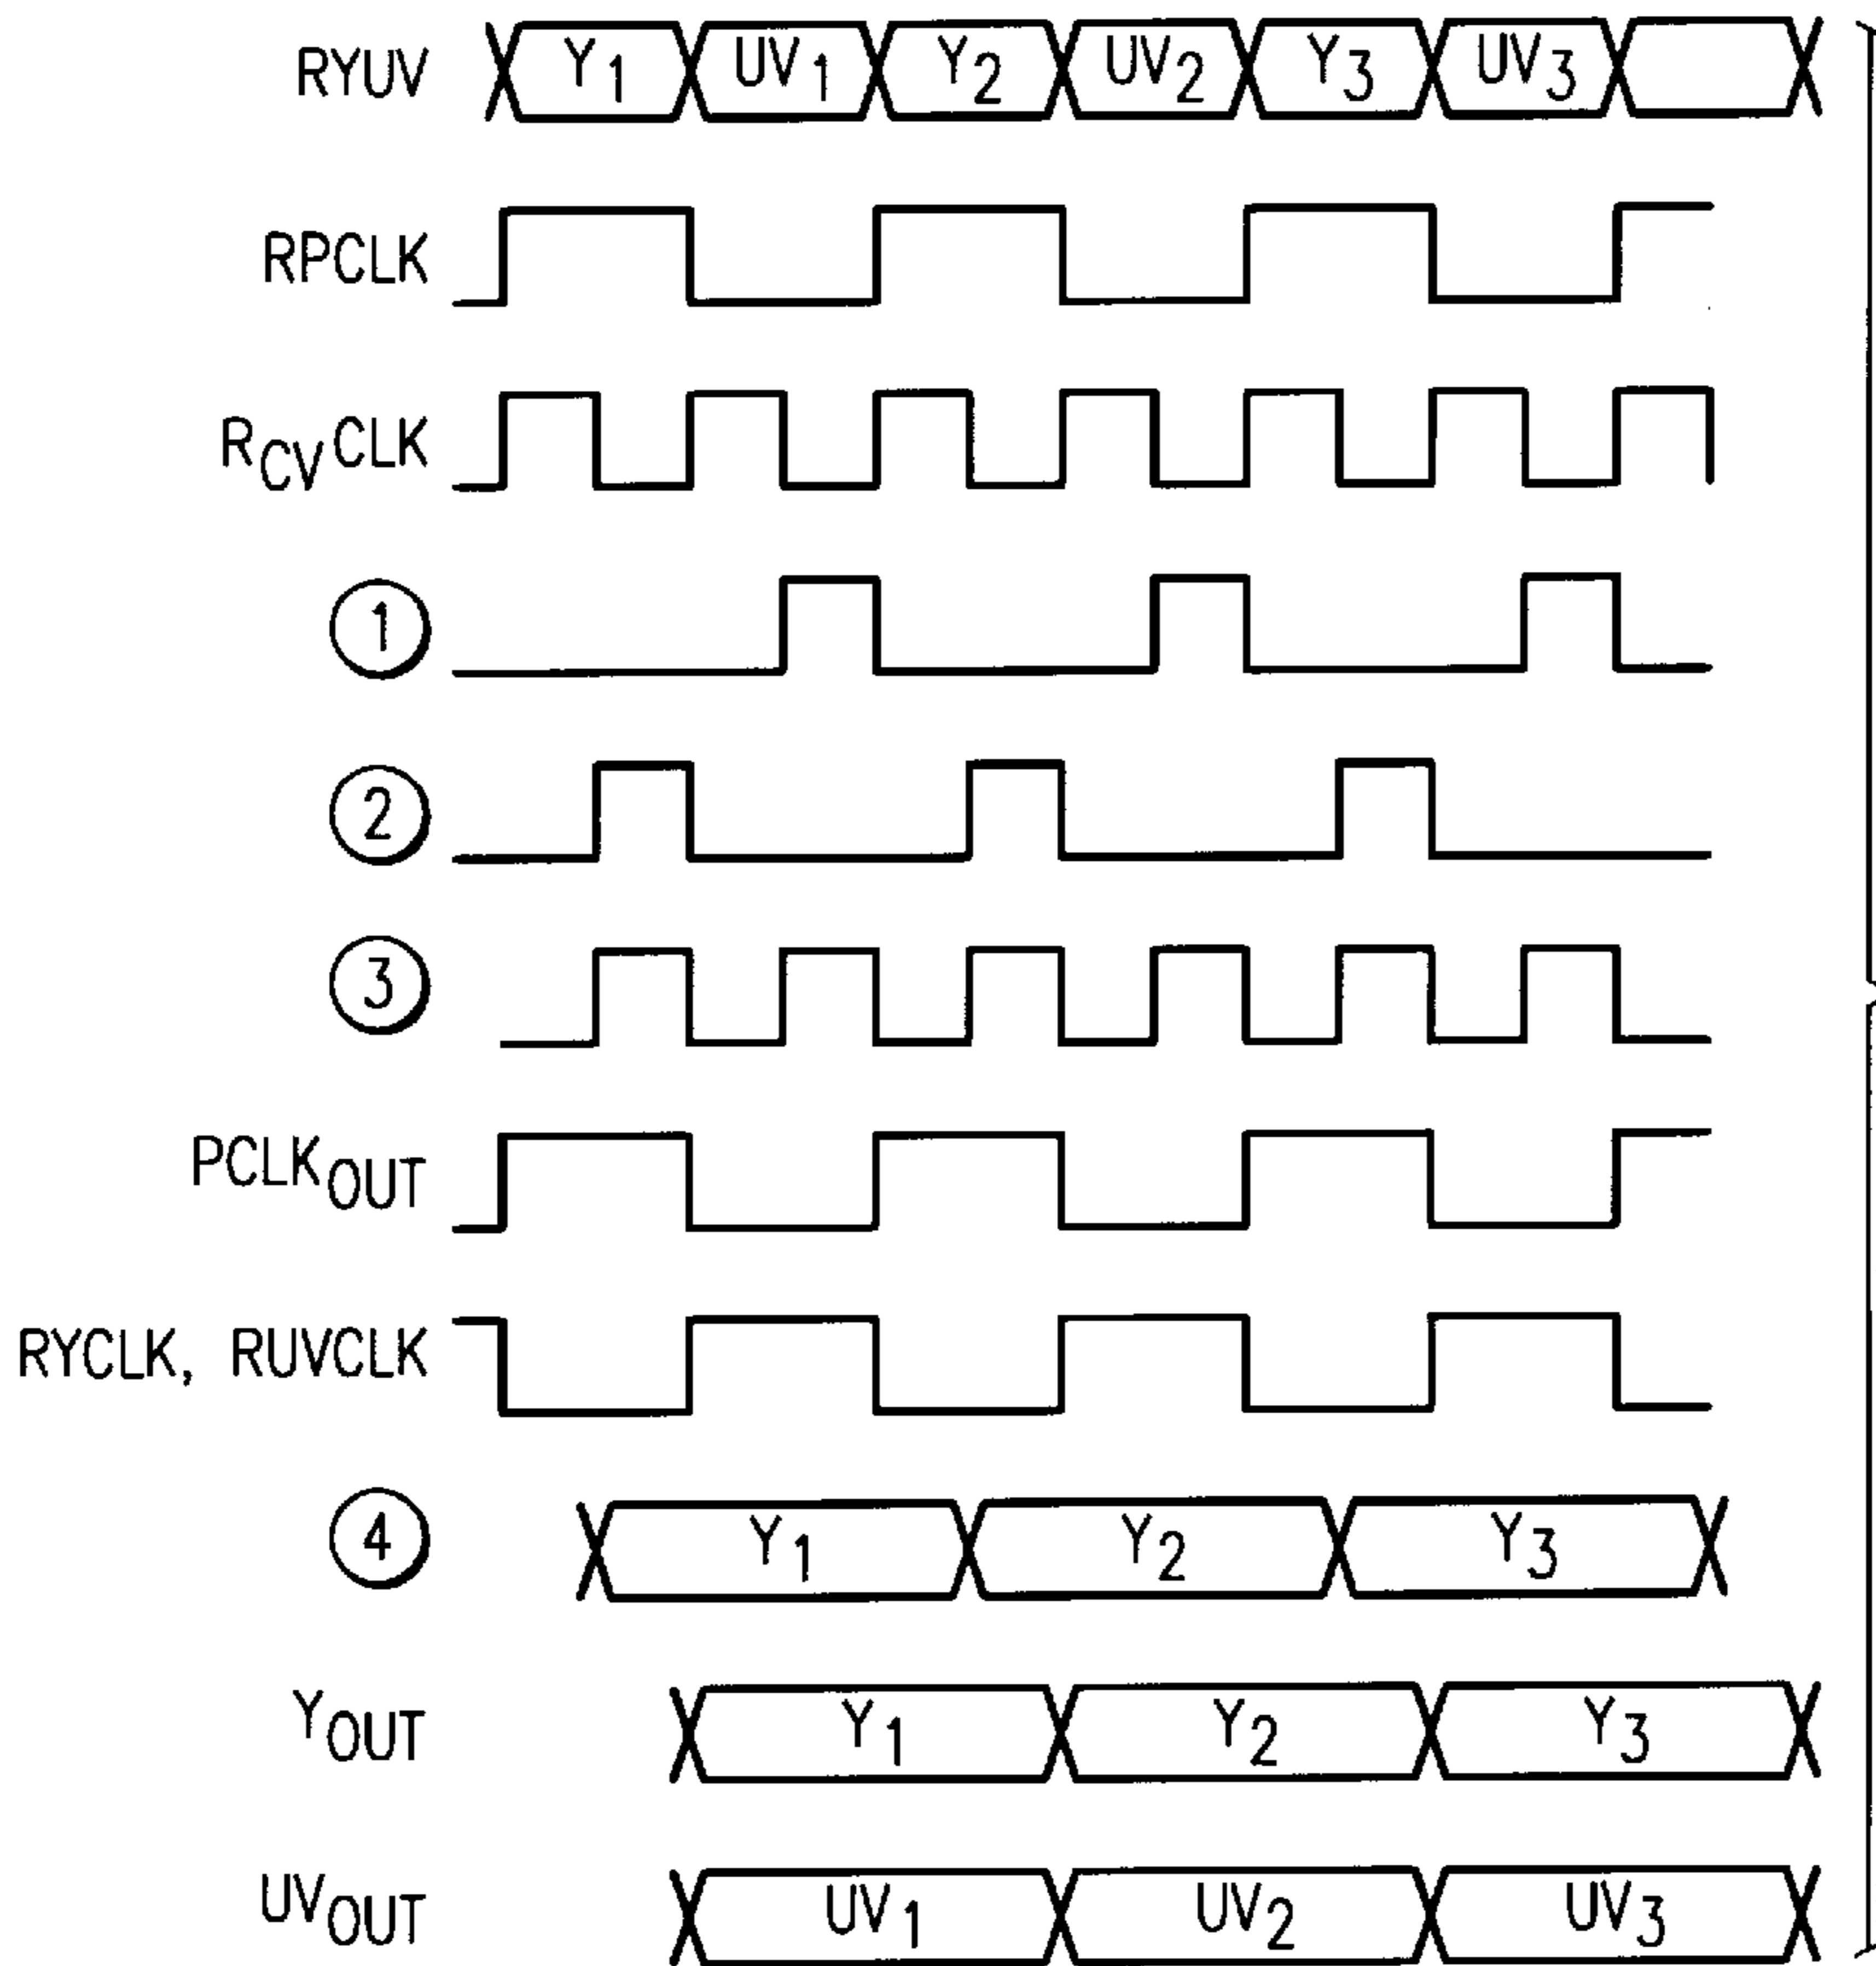 RYUV Y1 UV1 Y2 UV2 Y3 UV3
RPCLK
RCVCLK
1
2
3
PCLKOUT
RYCLK, RUVCLK
4 Y1 Y2 Y3
YOUT Y1 Y2 Y3
UVOUT UV1 UV2 UV3